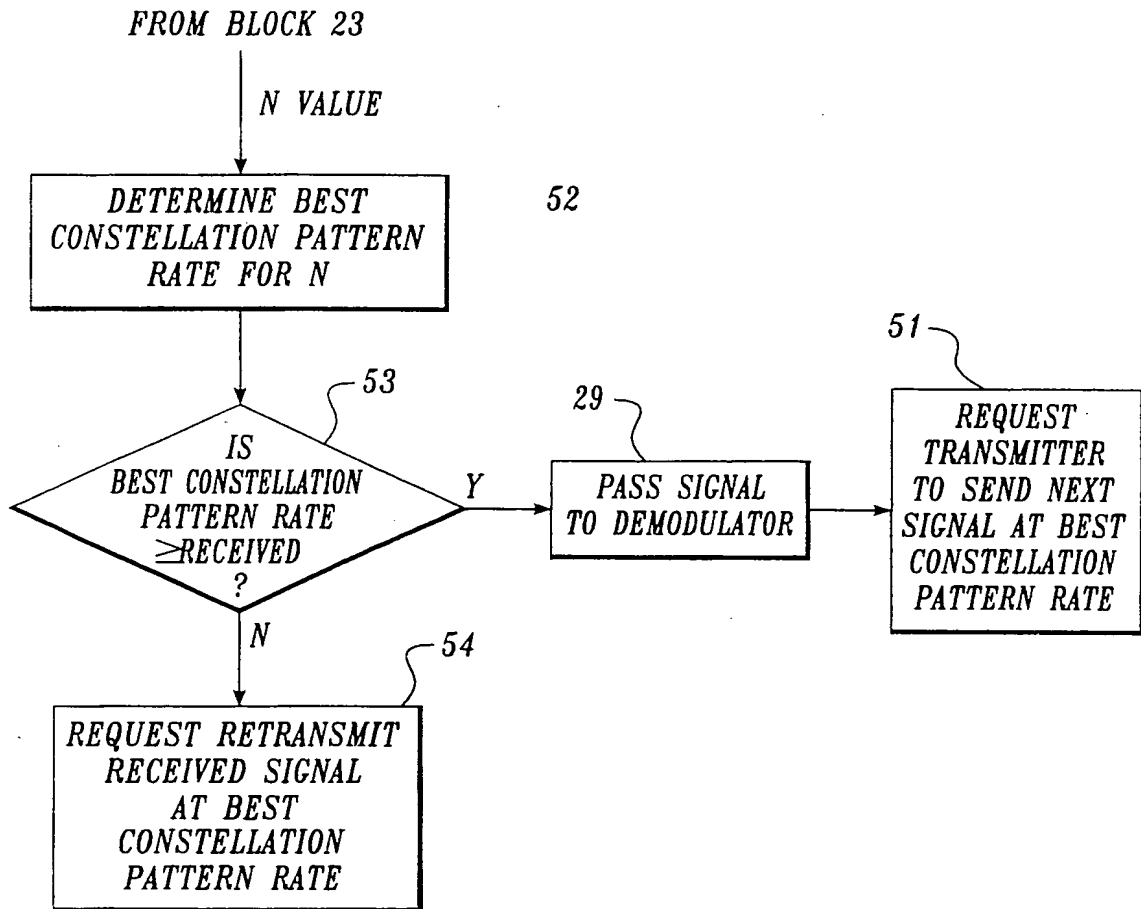 FROM BLOCK 23
N VALUE
DETERMINE BEST
CONSTELLATION PATTERN
RATE FOR N
52
53
IS
BEST CONSTELLATION
PATTERN RATE
≥RECEIVED
?
Y
N
29
PASS SIGNAL
TO DEMODULATOR
51
REQUEST
TRANSMITTER
TO SEND NEXT
SIGNAL AT BEST
CONSTELLATION
PATTERN RATE
54
REQUEST RETRANSMIT
RECEIVED SIGNAL
AT BEST
CONSTELLATION
PATTERN RATE